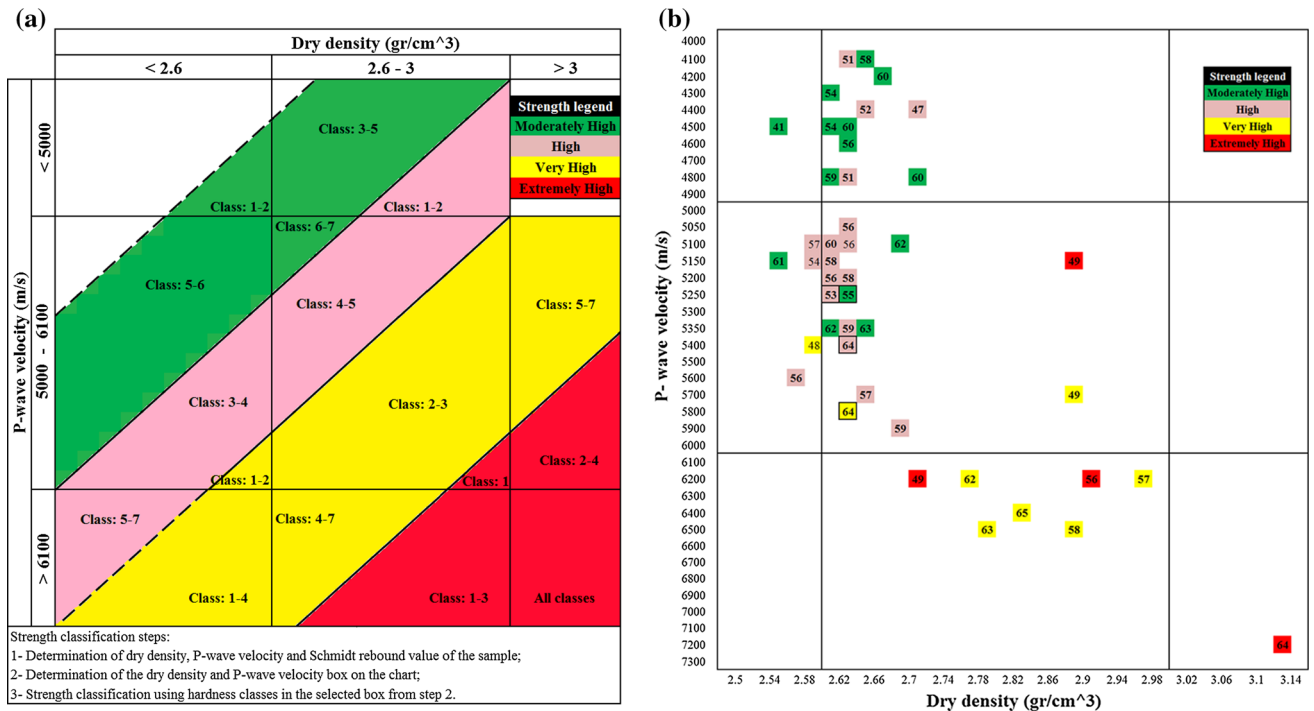 (a)
Dry density (gr/cm^3)
< 2.6
2.6 - 3
> 3
P-wave velocity (m/s)
< 5000
5000 - 6100
> 6100
Strength legend
Moderately High
High
Very High
Extremely High
Class: 3-5
Class: 1-2
Class: 1-2
Class: 6-7
Class: 5-6
Class: 4-5
Class: 5-7
Class: 3-4
Class: 2-3
Class: 1-2
Class: 2-4
Class: 1
Class: 5-7
Class: 4-7
Class: 1-4
Class: 1-3
All classes
Strength classification steps:
1- Determination of dry density, P-wave velocity and Schmidt rebound value of the sample;
2- Determination of the dry density and P-wave velocity box on the chart;
3- Strength classification using hardness classes in the selected box from step 2.
(b)
P- wave velocity (m/s)
4000
4100 51 58
4200 60
4300 54
4400 52 47
4500 41 54 60
4600 56
4700
4800 59 51 60
4900
5000
5050 56
5100 57 60 56 62
5150 61 54 58 49
5200 56 58
5250 53 55
5300
5350 62 59 63
5400 48 64
5500
5600 56
5700 57 49
5800 64
5900 59
6000
6100
6200 49 62 56 57
6300
6400 65
6500 63 58
6600
6700
6800
6900
7000
7100
7200 64
7300
Strength legend
Moderately High
High
Very High
Extremely High
2.5 2.54 2.58 2.62 2.66 2.7 2.74 2.78 2.82 2.86 2.9 2.94 2.98 3.02 3.06 3.14
Dry density (gr/cm^3)